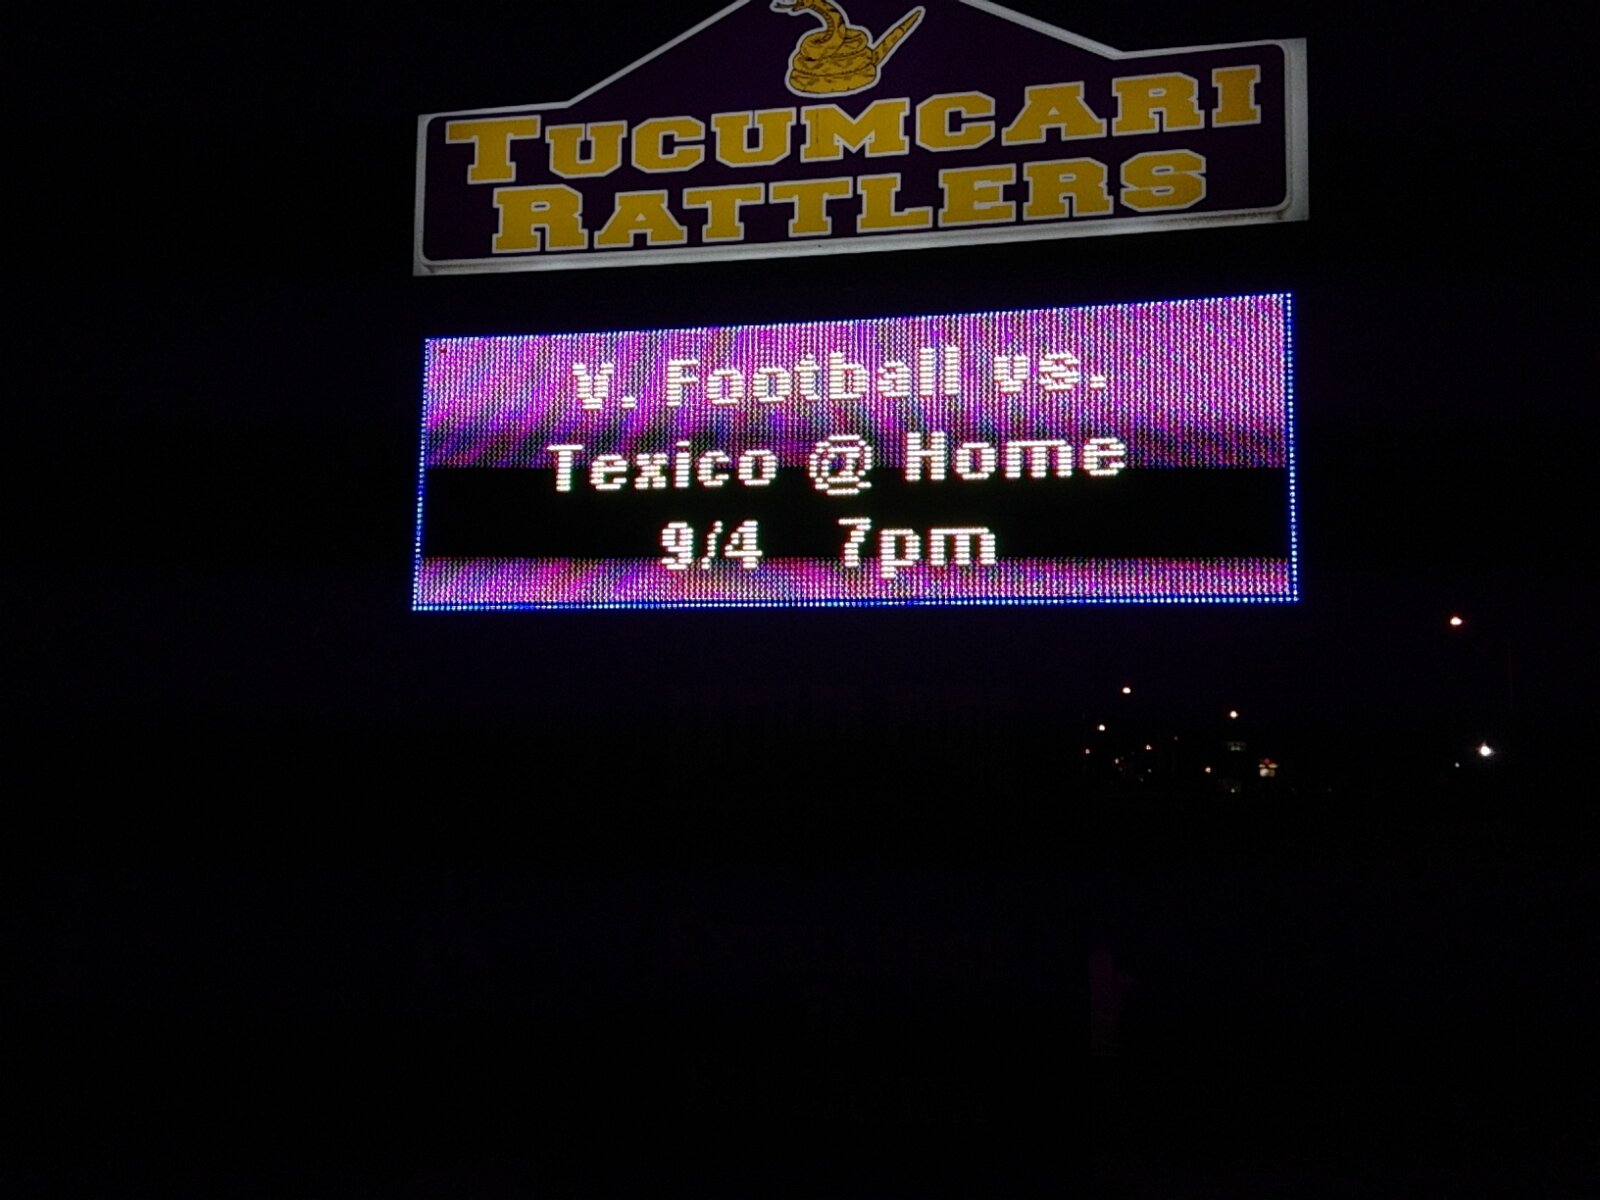 TUCUMCARI
RATTLERS
V. Football vs.
Texico @ Home
9/4 7pm